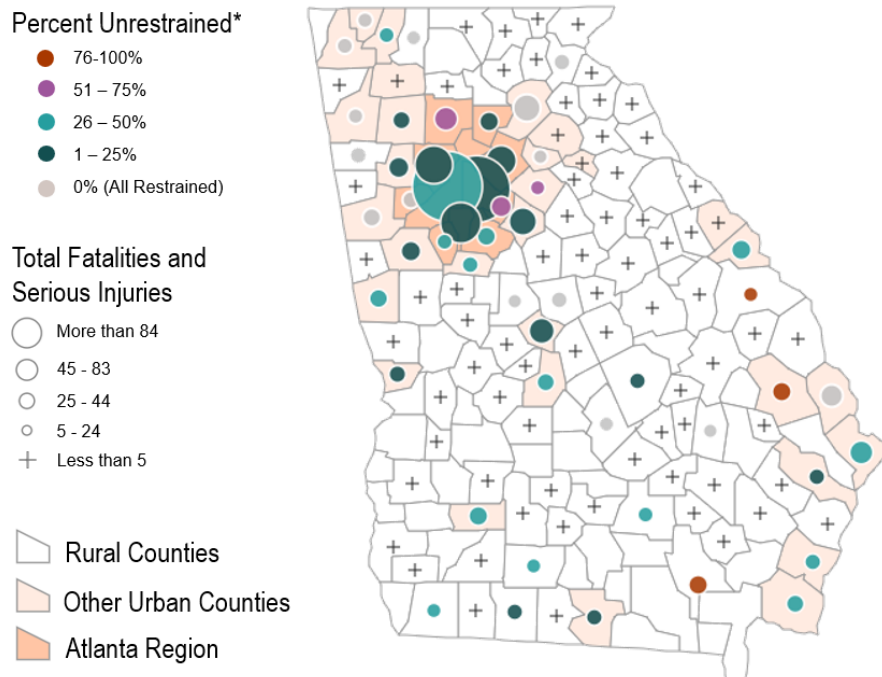 Percent Unrestrained*
76-100%
51 – 75%
26 – 50%
1 – 25%
0% (All Restrained)
Total Fatalities and
Serious Injuries
More than 84
45 - 83
25 - 44
5 - 24
Less than 5
Rural Counties
Other Urban Counties
Atlanta Region